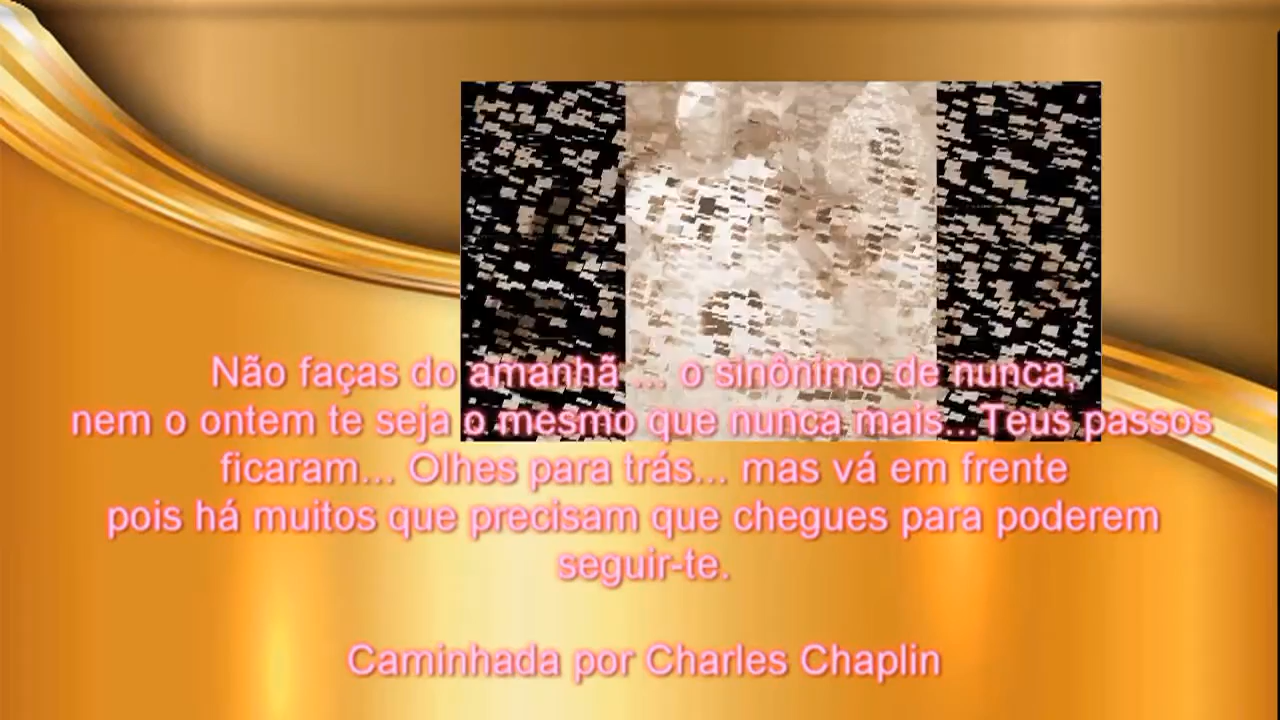 Não faças do amanhã ... o sinônimo de nunca,
nem o ontem te seja o mesmo que nunca mais...Teus passos
ficaram... Olhes para trás... mas vá em frente
pois há muitos que precisam que chegues para poderem
seguir-te.
Caminhada por Charles Chaplin